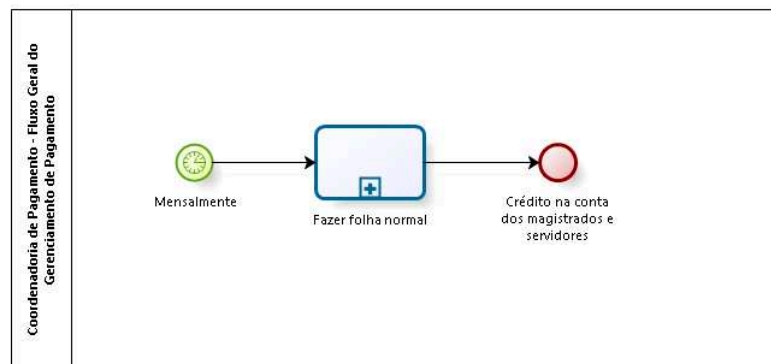 Coordenadoria de Pagamento - Fluxo Geral do
Gerenciamento de Pagamento
Mensalmente
Fazer folha normal
Crédito na conta
dos magistrados e
servidores